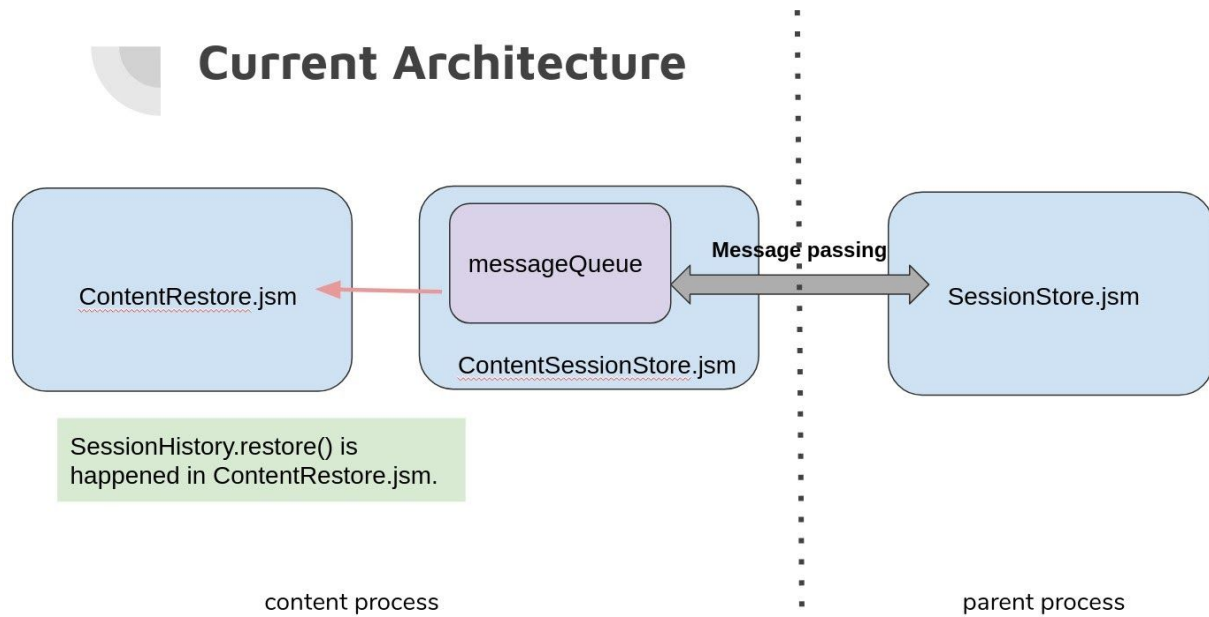 Current Architecture
Message passing
messageQueue
ContentRestore.jsm
SessionStore.jsm
ContentSessionStore.jsm
SessionHistory.restore() is
happened in ContentRestore.jsm.
content process
parent process